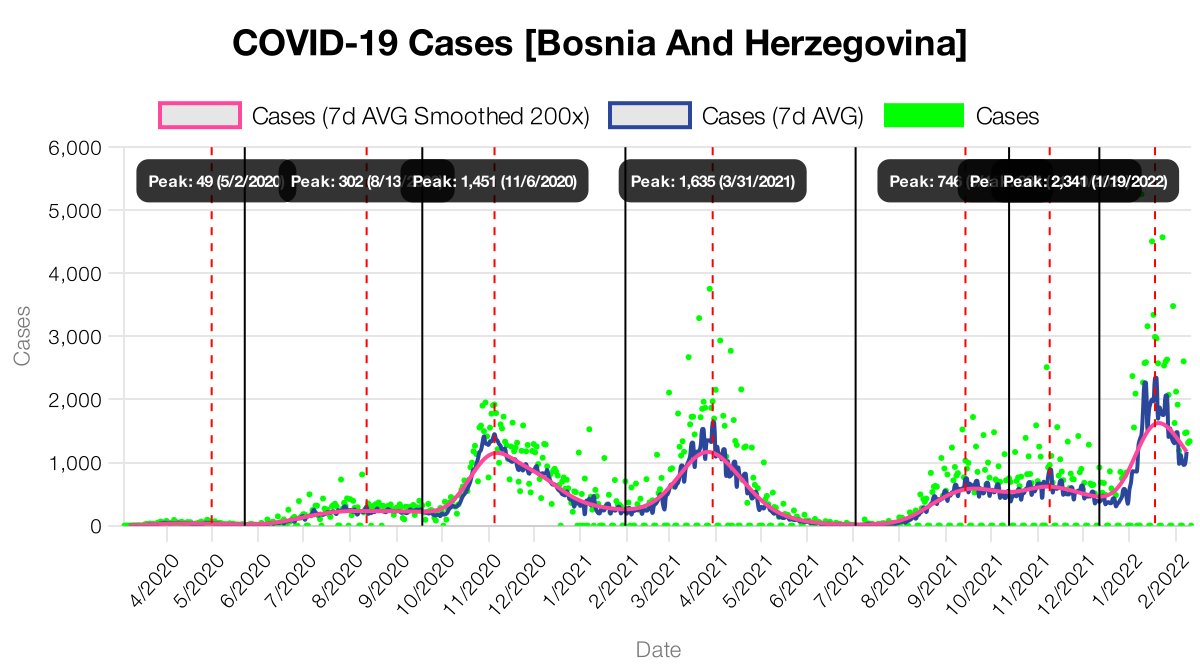 COVID-19 Cases [Bosnia And Herzegovina]
Cases (7d AVG Smoothed 200x) Cases (7d AVG) Cases
6,000
Peak: 49 (5/2/2020) Peak: 302 (8/13/2 Peak: 1,451 (11/6/2020) Peak: 1,635 (3/31/2021) Peak: 746 Peak: 2,341 (1/19/2022)
5,000
4,000
3,000
2,000
1,000
0
Cases
4/2020 5/2020 6/2020 7/2020 8/2020 9/2020 10/2020 11/2020 12/2020 1/2021 2/2021 3/2021 4/2021 5/2021 6/2021 7/2021 8/2021 9/2021 10/2021 11/2021 12/2021 1/2022 2/2022
Date